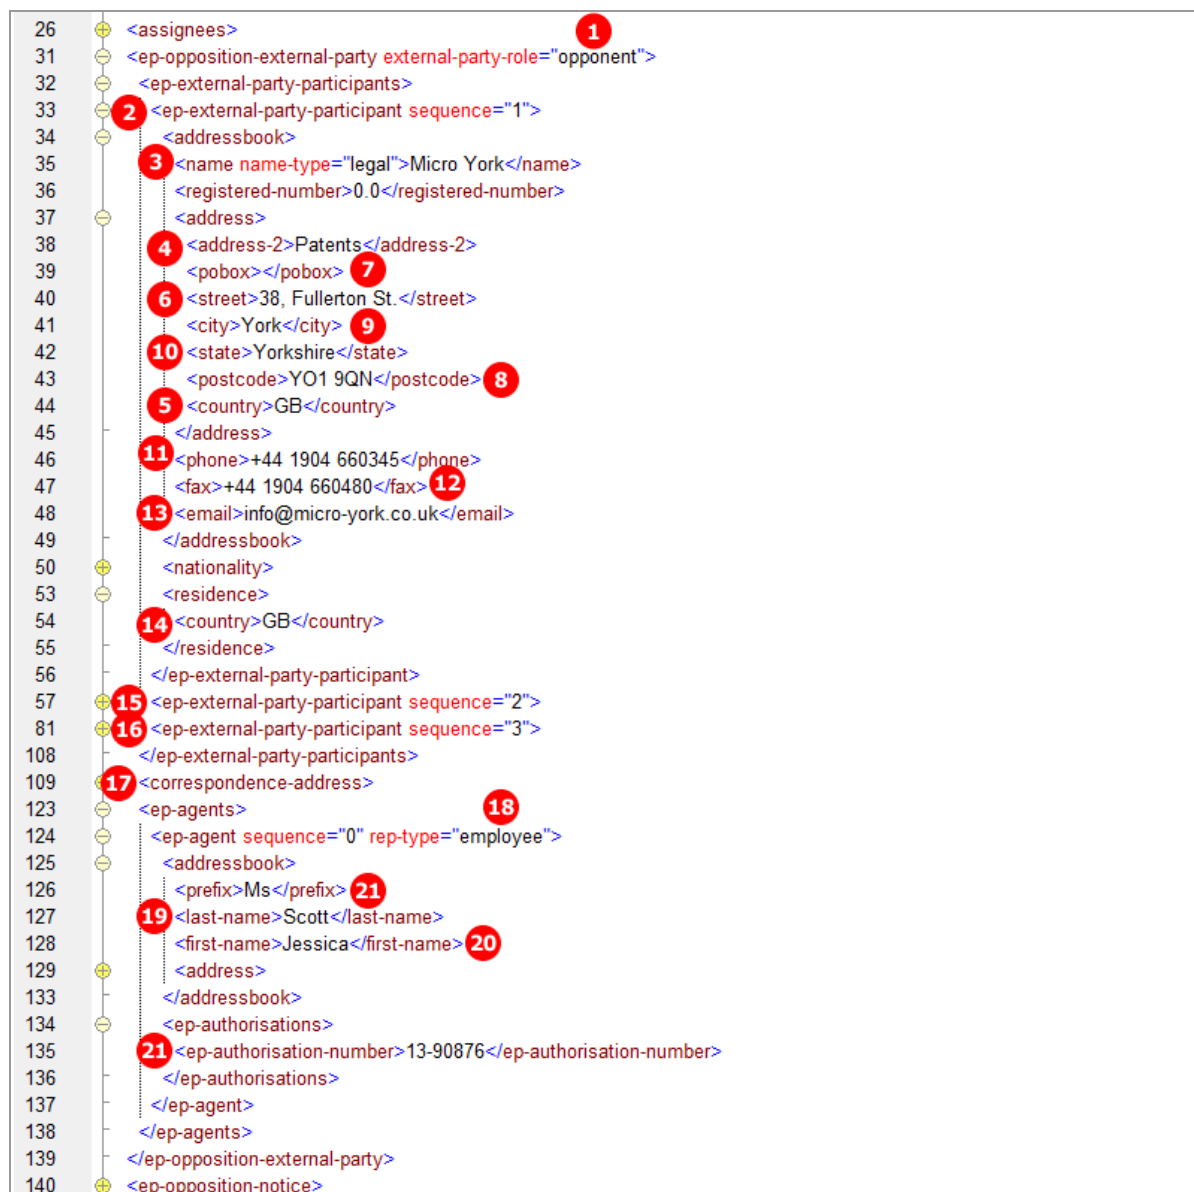 26 <assignees> 1
31 <ep-opposition-external-party external-party-role="opponent">
32 <ep-external-party-participants>
33 2 <ep-external-party-participant sequence="1">
34 <addressbook>
35 3 <name name-type="legal">Micro York</name>
36 <registered-number>0.0</registered-number>
37 <address>
38 4 <address-2>Patents</address-2>
39 <pobox></pobox> 7
40 6 <street>38, Fullerton St.</street>
41 <city>York</city> 9
42 10 <state>Yorkshire</state>
43 <postcode>YO1 9QN</postcode> 8
44 5 <country>GB</country>
45 </address>
46 11 <phone>+44 1904 660345</phone>
47 <fax>+44 1904 660480</fax> 12
48 13 <email>info@micro-york.co.uk</email>
49 </addressbook>
50 <nationality>
53 <residence>
54 14 <country>GB</country>
55 </residence>
56 </ep-external-party-participant>
57 15 <ep-external-party-participant sequence="2">
81 16 <ep-external-party-participant sequence="3">
108 </ep-external-party-participants>
109 17 <correspondence-address>
123 <ep-agents> 18
124 <ep-agent sequence="0" rep-type="employee">
125 <addressbook>
126 <prefix>Ms</prefix> 21
127 19 <last-name>Scott</last-name>
128 <first-name>Jessica</first-name> 20
129 <address>
133 </addressbook>
134 <ep-authorisations>
135 21 <ep-authorisation-number>13-90876</ep-authorisation-number>
136 </ep-authorisations>
137 </ep-agent>
138 </ep-agents>
139 </ep-opposition-external-party>
140 <ep-opposition-notice>